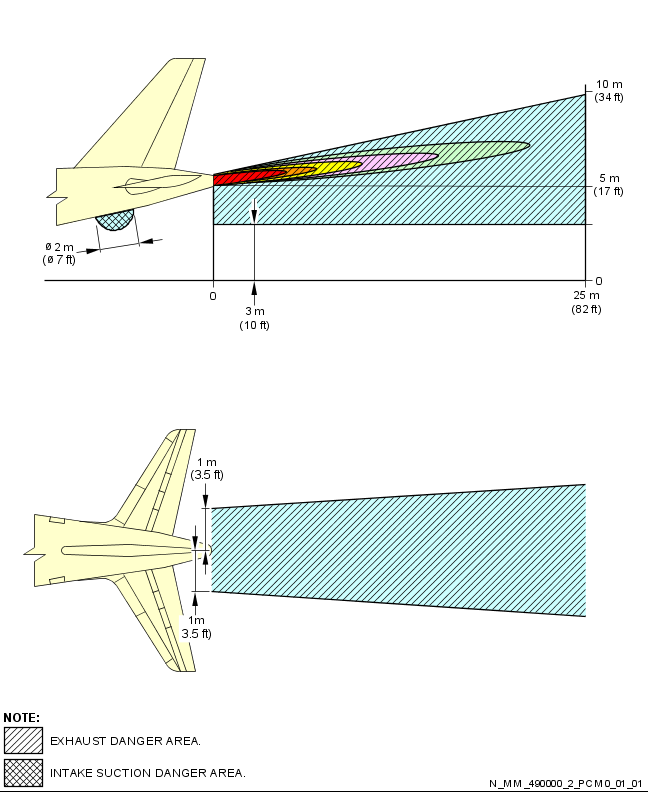 10 m
(34 ft)
5 m
(17 ft)
ø 2 m
(ø 7 ft)
0
0
25 m
(82 ft)
3 m
(10 ft)
1 m
(3.5 ft)
1m
3.5 ft)
NOTE:
EXHAUST DANGER AREA.
INTAKE SUCTION DANGER AREA.
N_MM_490000_2_PCM0_01_01